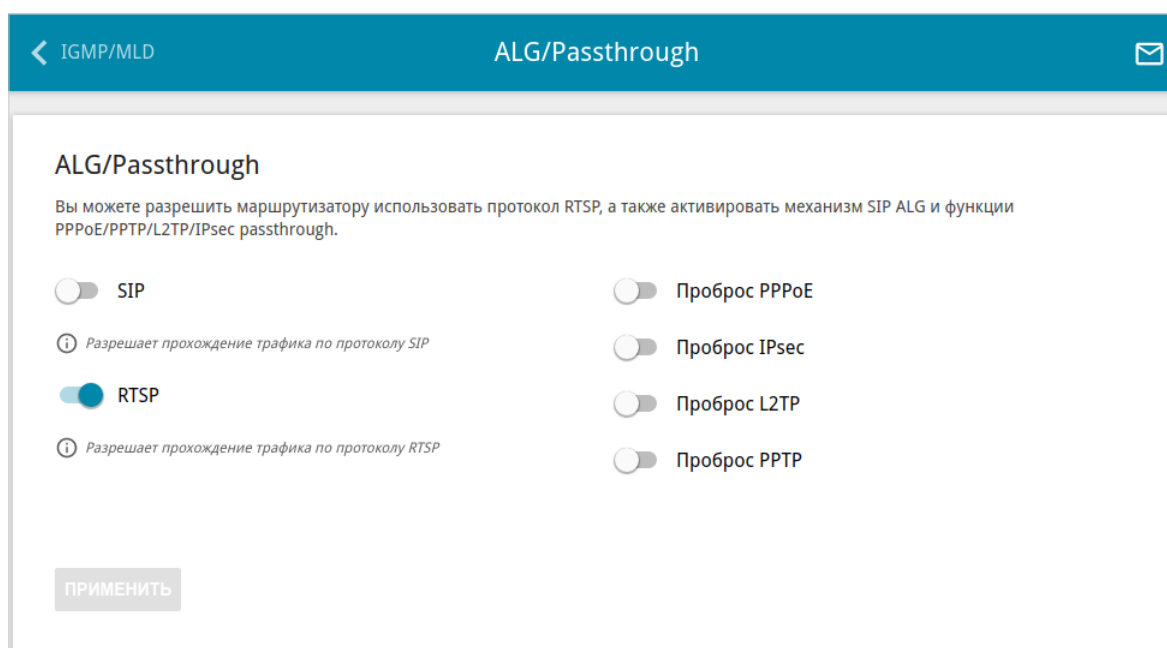 IGMP/MLD
ALG/Passthrough
ALG/Passthrough
Вы можете разрешить маршрутизатору использовать протокол RTSP, а также активировать механизм SIP ALG и функции
PPPoE/PPTP/L2TP/IPsec passthrough.
SIP
Разрешает прохождение трафика по протоколу SIP
RTSP
Разрешает прохождение трафика по протоколу RTSP
Проброс PPPoE
Проброс IPsec
Проброс L2TP
Проброс PPTP
ПРИМЕНИТЬ